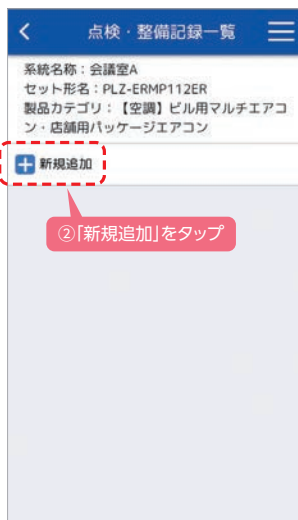 点検・整備記録一覧
系統名称：会議室A
セット形名：PLZ-ERMP112ER
製品カテゴリ：【空調】ビル用マルチエアコ
ン・店舗用パッケージエアコン
新規追加
②「新規追加」をタップ